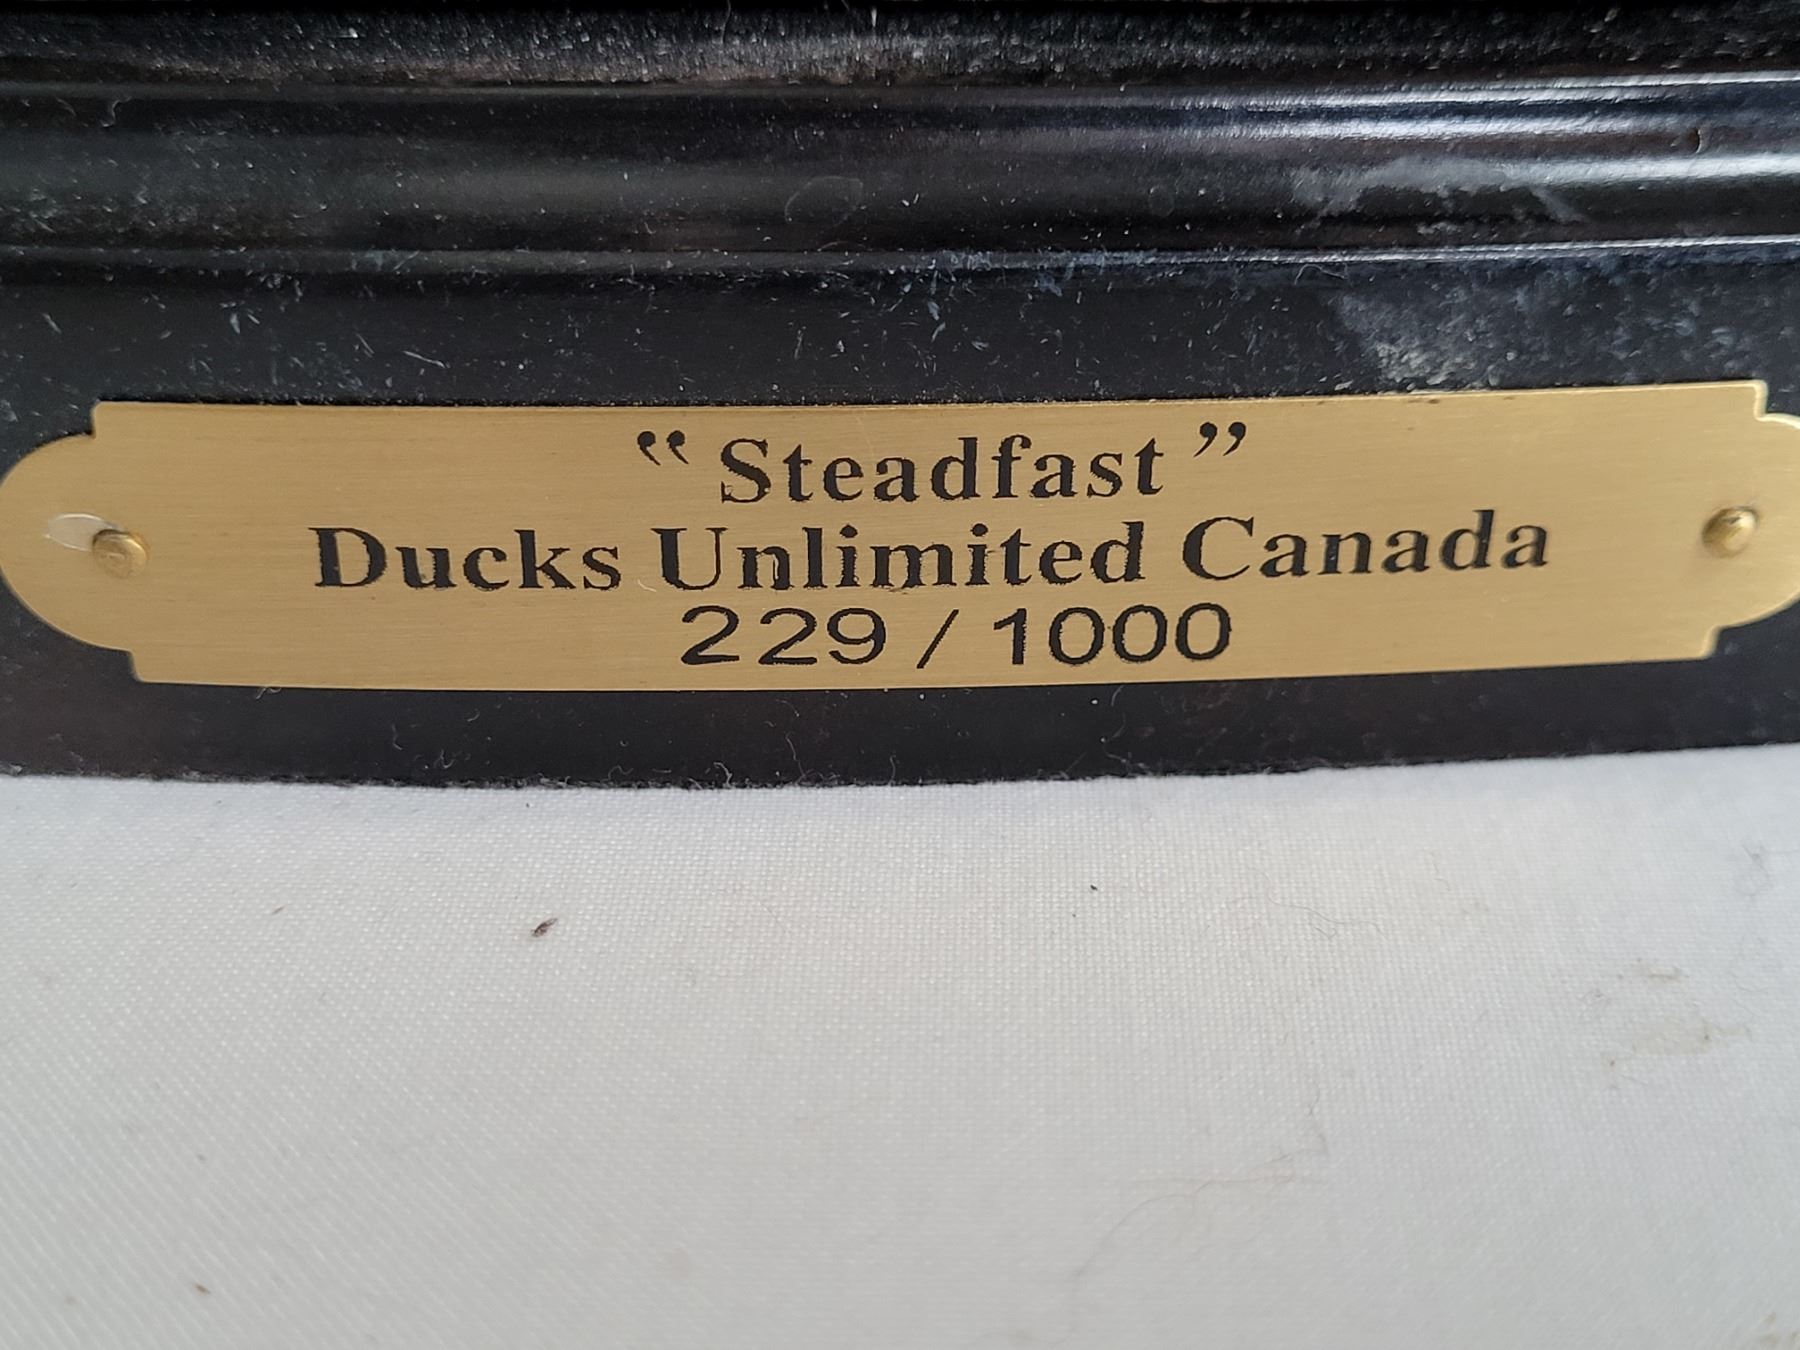 “Steadfast”
Ducks Unlimited Canada
229 / 1000